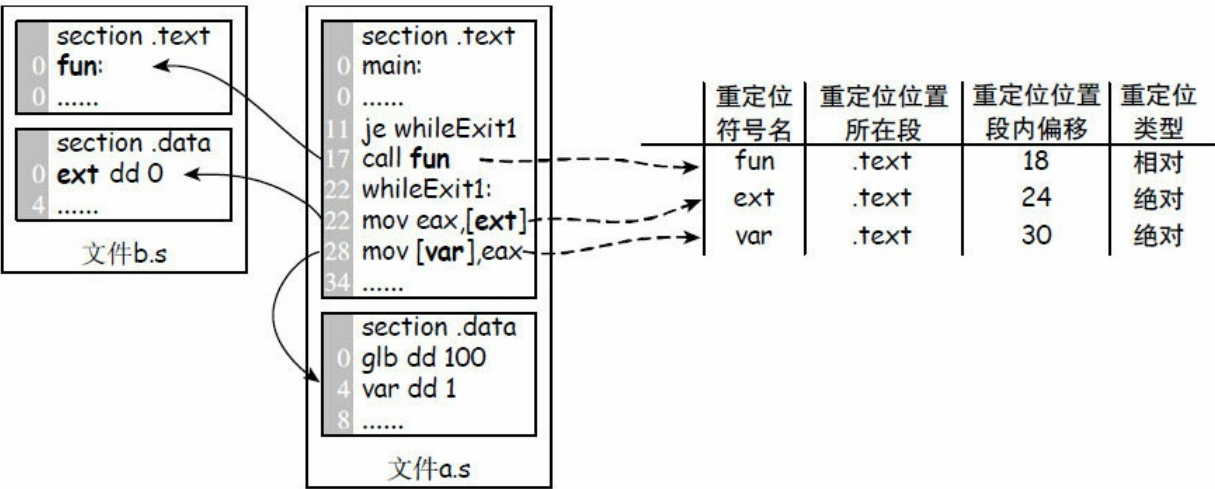 section .text
0 fun:
0 ......
section .data
0 ext dd 0
4 ......
文件b.s
section .text
0 main:
0 ......
11 je whileExit1
17 call fun
22 whileExit1:
22 mov eax,[ext]
28 mov [var],eax
34 ......
section .data
0 glb dd 100
4 var dd 1
8 ......
文件a.s
重定位 重定位位置 重定位位置 重定位
符号名 所在段 段内偏移 类型
fun .text 18 相对
ext .text 24 绝对
var .text 30 绝对